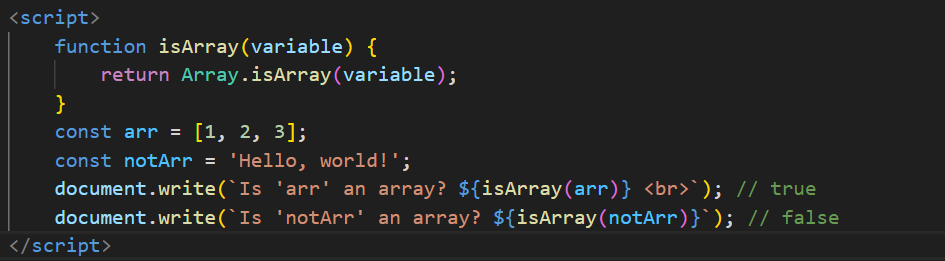 <script>
function isArray(variable) {
return Array.isArray(variable);
}
const arr = [1, 2, 3];
const notArr = 'Hello, world!';
document.write(`Is 'arr' an array? ${isArray(arr)} <br>`); // true
document.write(`Is 'notArr' an array? ${isArray(notArr)}`); // false
</script>